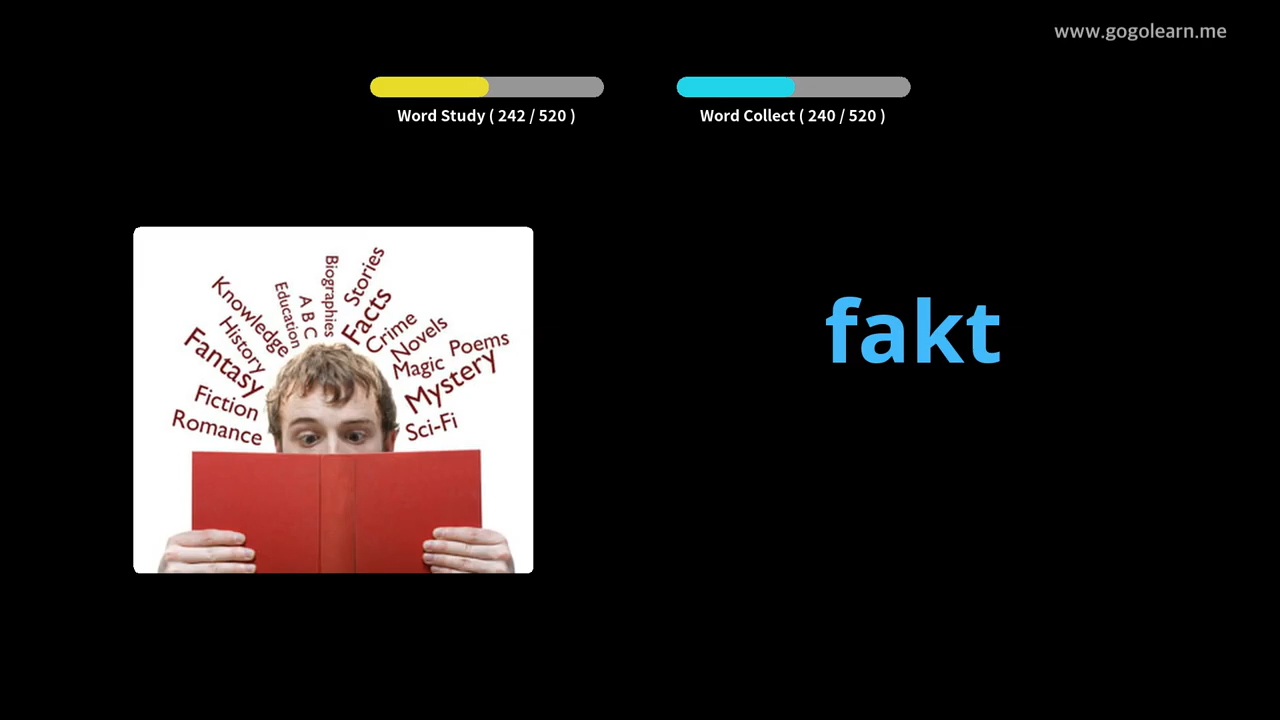 www.gogolearn.me
Word Study ( 242 / 520 )
Word Collect ( 240 / 520 )
fakt
Biographies
Stories
Knowledge
Education
A B C
Facts
History
Crime
Novels
Fantasy
Magic
Poems
Mystery
Fiction
Romance
Sci-Fi